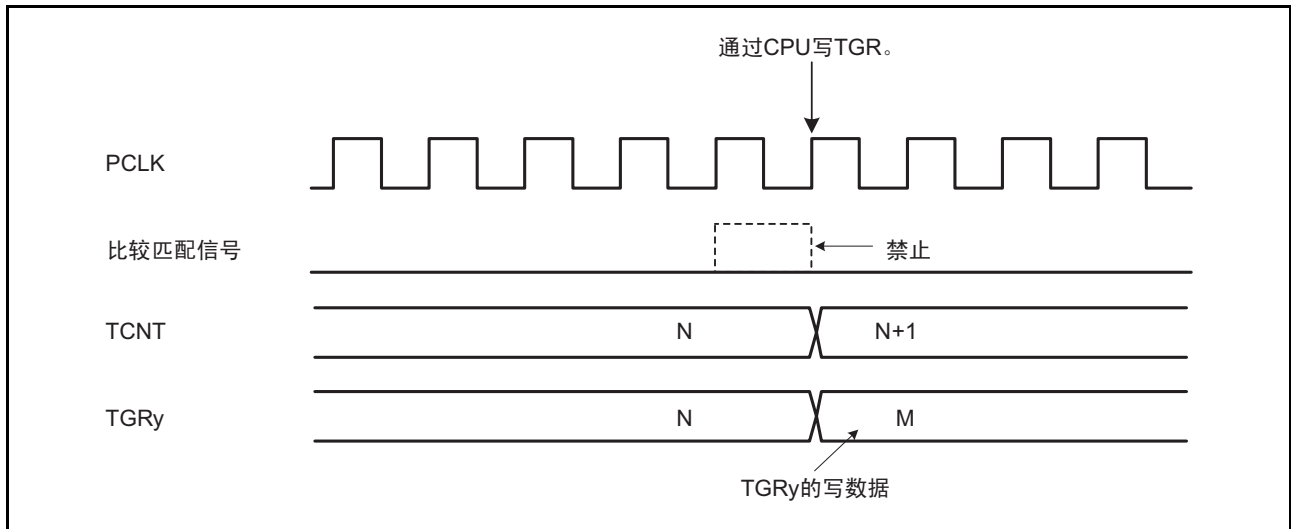 通过CPU写TGR。
PCLK
比较匹配信号
禁止
TCNT
N
N+1
TGRy
N
M
TGRy的写数据